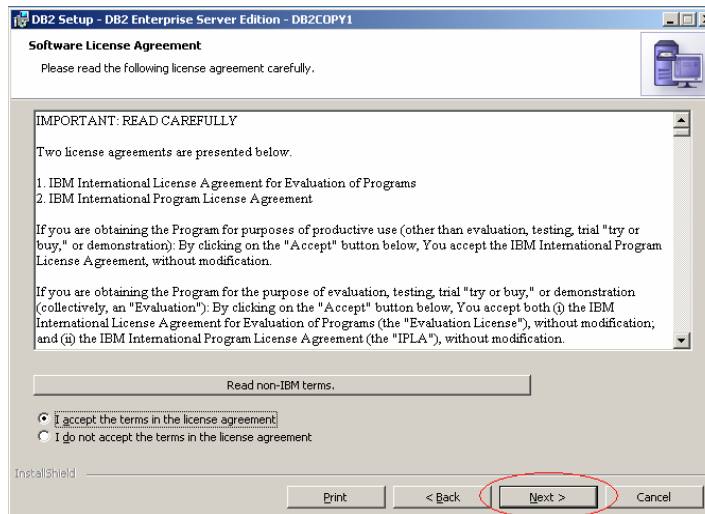 DB2 Setup - DB2 Enterprise Server Edition - DB2COPY1
Software License Agreement
Please read the following license agreement carefully.
IMPORTANT: READ CAREFULLY
Two license agreements are presented below.
1. IBM International License Agreement for Evaluation of Programs
2. IBM International Program License Agreement
If you are obtaining the Program for purposes of productive use (other than evaluation, testing, trial "try or
buy," or demonstration): By clicking on the "Accept" button below, You accept the IBM International Program
License Agreement, without modification.
If you are obtaining the Program for the purpose of evaluation, testing, trial "try or buy," or demonstration
(collectively, an "Evaluation"): By clicking on the "Accept" button below, You accept both (i) the IBM
International License Agreement for Evaluation of Programs (the "Evaluation License"), without modification;
and (ii) the IBM International Program License Agreement (the "IPLA"), without modification.
Read non-IBM terms.
I accept the terms in the license agreement
I do not accept the terms in the license agreement
InstallShield
Print < Back Next > Cancel